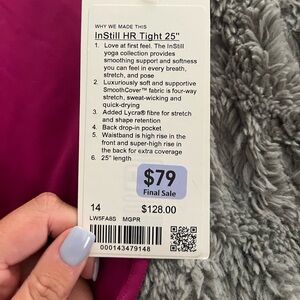 WHY WE MADE THIS
InStill HR Tight 25"
1. Love at first feel. The InStill
yoga collection provides
smoothing support and softness
you can feel in every breath,
stretch, and pose
2. Luxuriously soft and supportive
SmoothCover™ fabric is four-way
stretch, sweat-wicking and
quick-drying
3. Added Lycra® fibre for stretch
and shape retention
4. Back drop-in pocket
5. Waistband is high rise in the
front and super-high rise in
the back for extra coverage
6. 25" length
$79
Final Sale
14
$128.00
LW5FA8S MGPR
000143479148